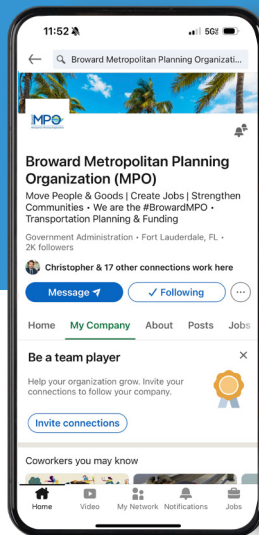 11:52
5G
Broward Metropolitan Planning Organizati...
MPO
Broward Metropolitan Planning
Organization (MPO)
Move People & Goods | Create Jobs | Strengthen
Communities • We are the #BrowardMPO •
Transportation Planning & Funding
Government Administration • Fort Lauderdale, FL •
2K followers
Christopher & 17 other connections work here
Message
Following
Home My Company About Posts Jobs
Be a team player
Help your organization grow. Invite your
connections to follow your company.
Invite connections
Coworkers you may know
Home Video My Network Notifications Jobs